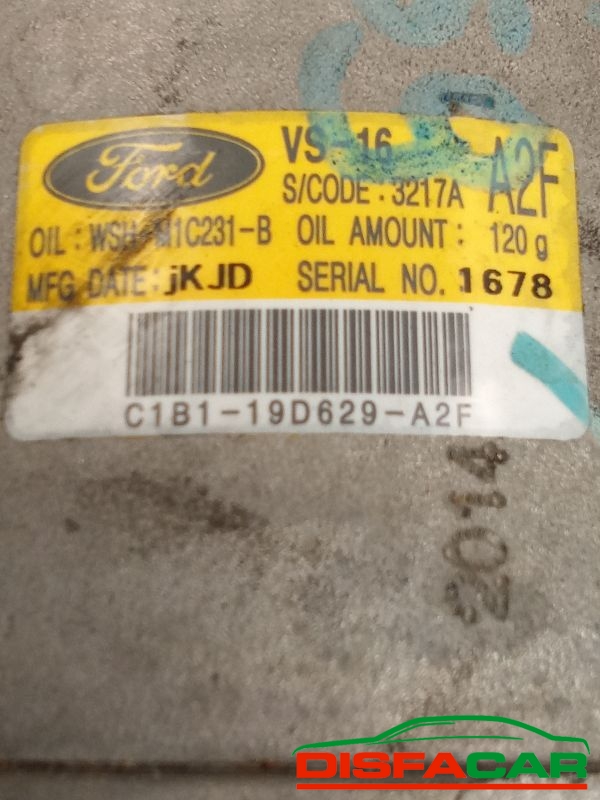 Ford VS-16 A2F
S/CODE : 3217A
OIL : WSH-M1C231-B OIL AMOUNT : 120 g
MFG DATE : jKJD SERIAL NO. 1678
C1B1-19D629-A2F
2014
DISFACAR